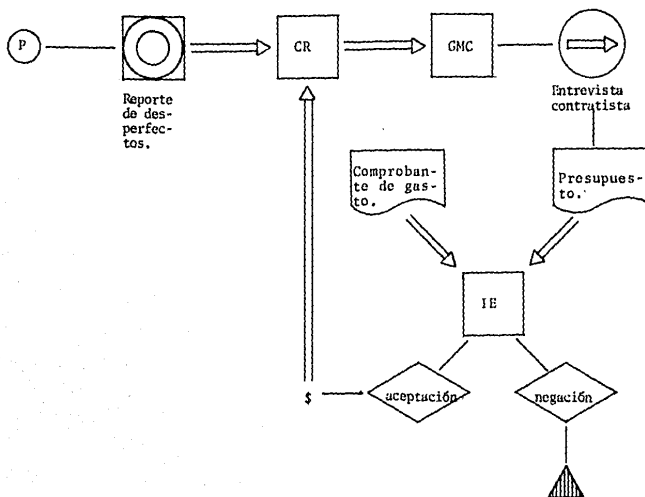 P
CR
GMC
Reporte
de des-
perfec-
tos.
Entrevista
contratista
Comproban-
te de gas-
to.
Presupues-
to.
IE
$
aceptación
negación